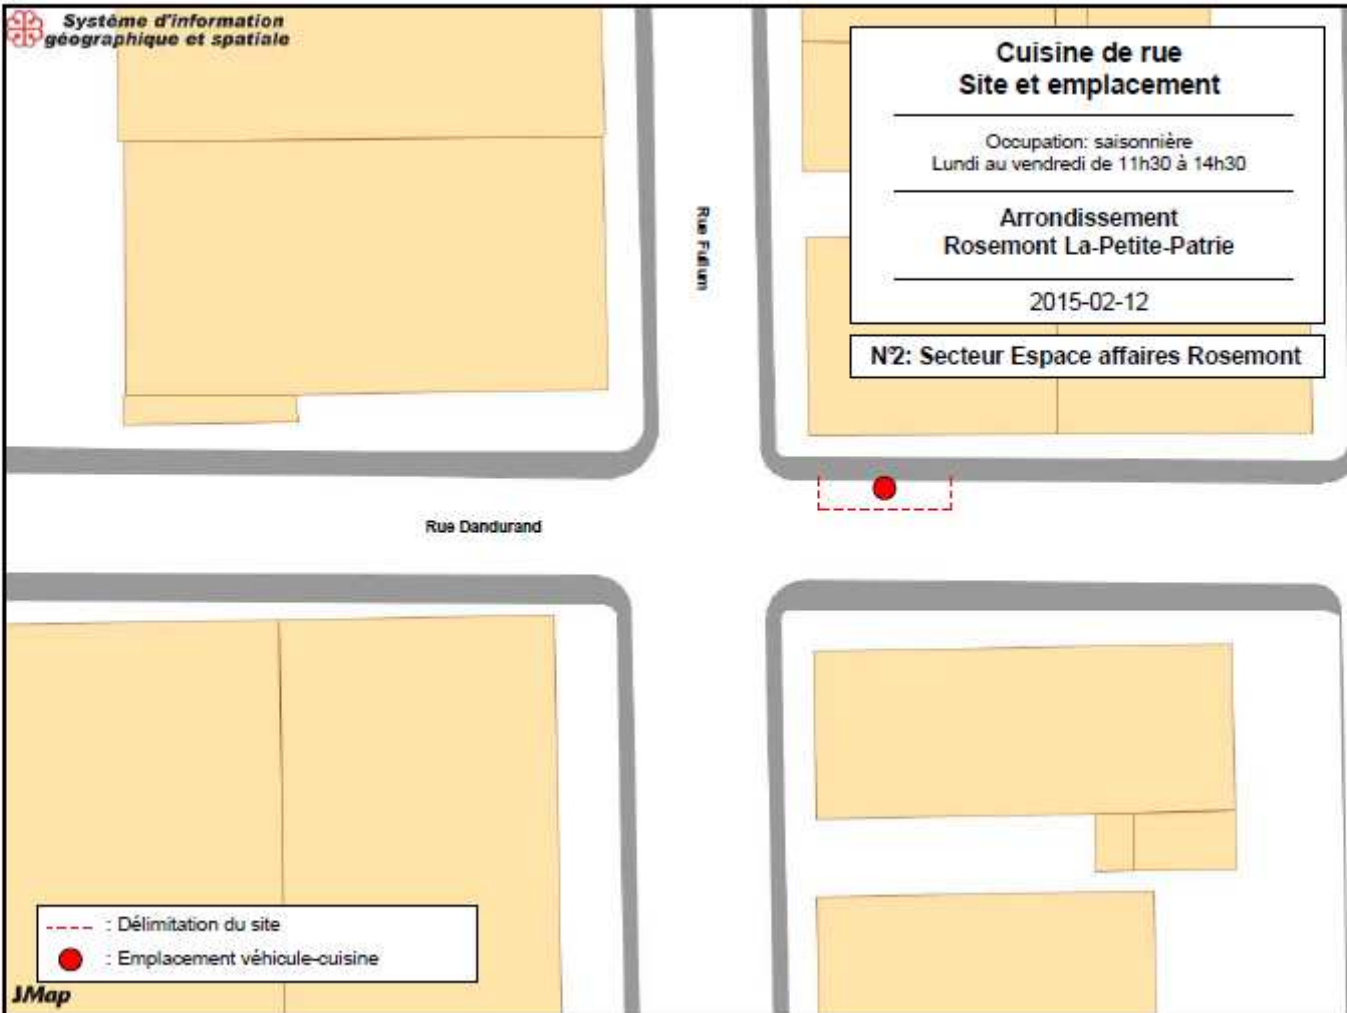 Système d'information
géographique et spatiale
Cuisine de rue
Site et emplacement
Occupation: saisonnière
Lundi au vendredi de 11h30 à 14h30
Arrondissement
Rosemont La-Petite-Patrie
2015-02-12
N°2: Secteur Espace affaires Rosemont
Rue Fullum
Rue Dandurand
: Délimitation du site
: Emplacement véhicule-cuisine
JMap